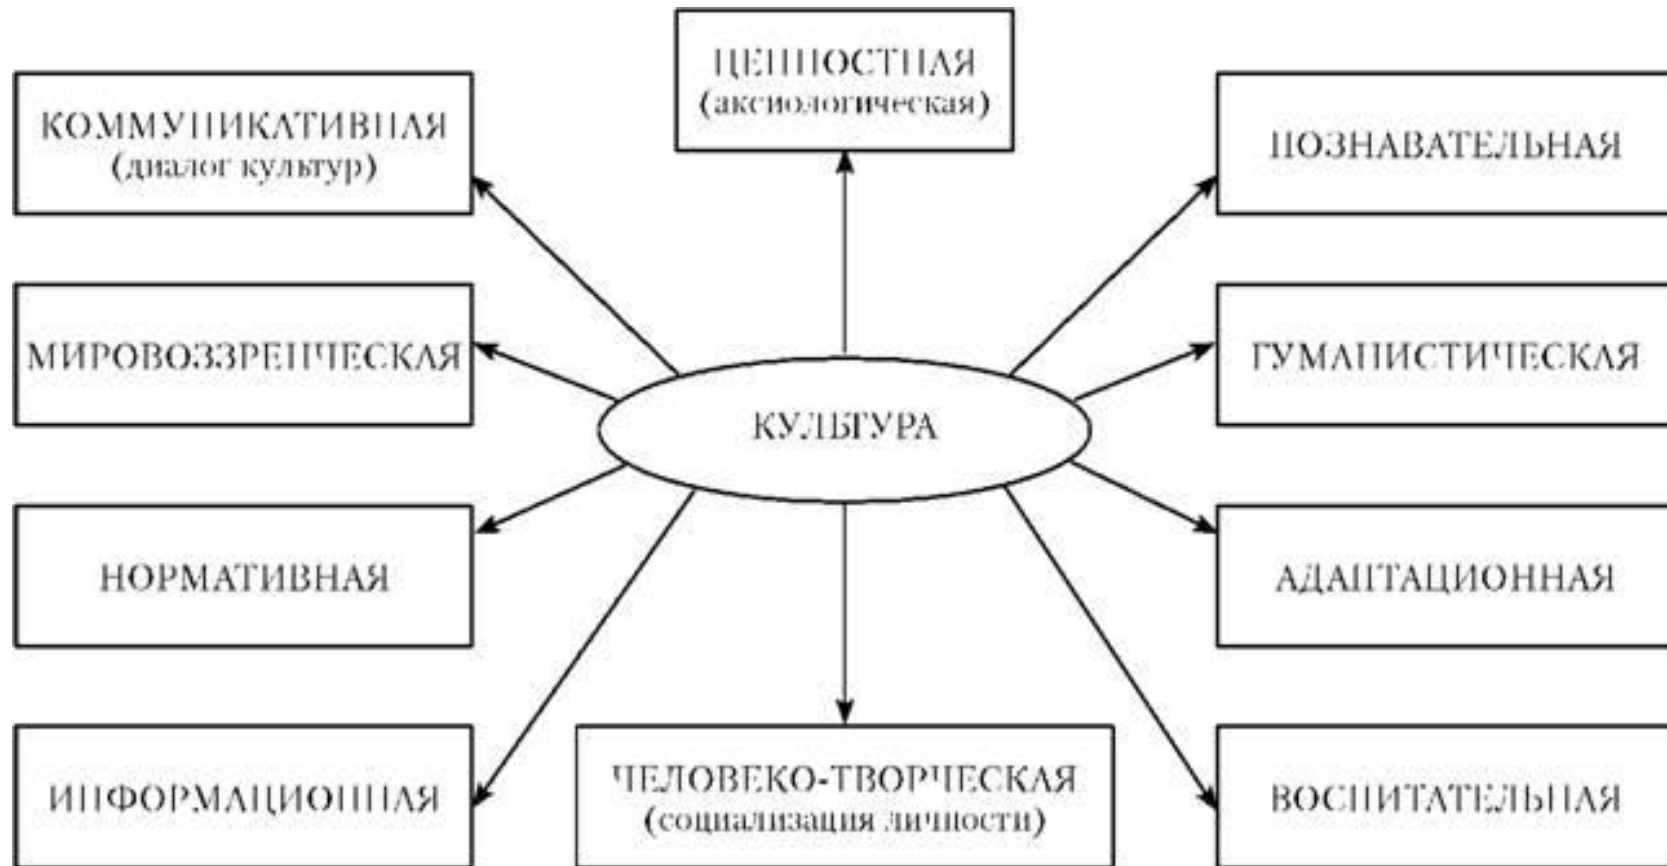 ЦЕННОСТНАЯ
(аксиологическая)
КОММУНИКАТИВНАЯ
(диалог культур)
ПОЗНАВАТЕЛЬНАЯ
МИРОВОЗЗРЕНЧЕСКАЯ
ГУМАНИСТИЧЕСКАЯ
КУЛЬТУРА
НОРМАТИВНАЯ
АДАПТАЦИОННАЯ
ИНФОРМАЦИОННАЯ
ЧЕЛОВЕКО-ТВОРЧЕСКАЯ
(социализация личности)
ВОСПИТАТЕЛЬНАЯ